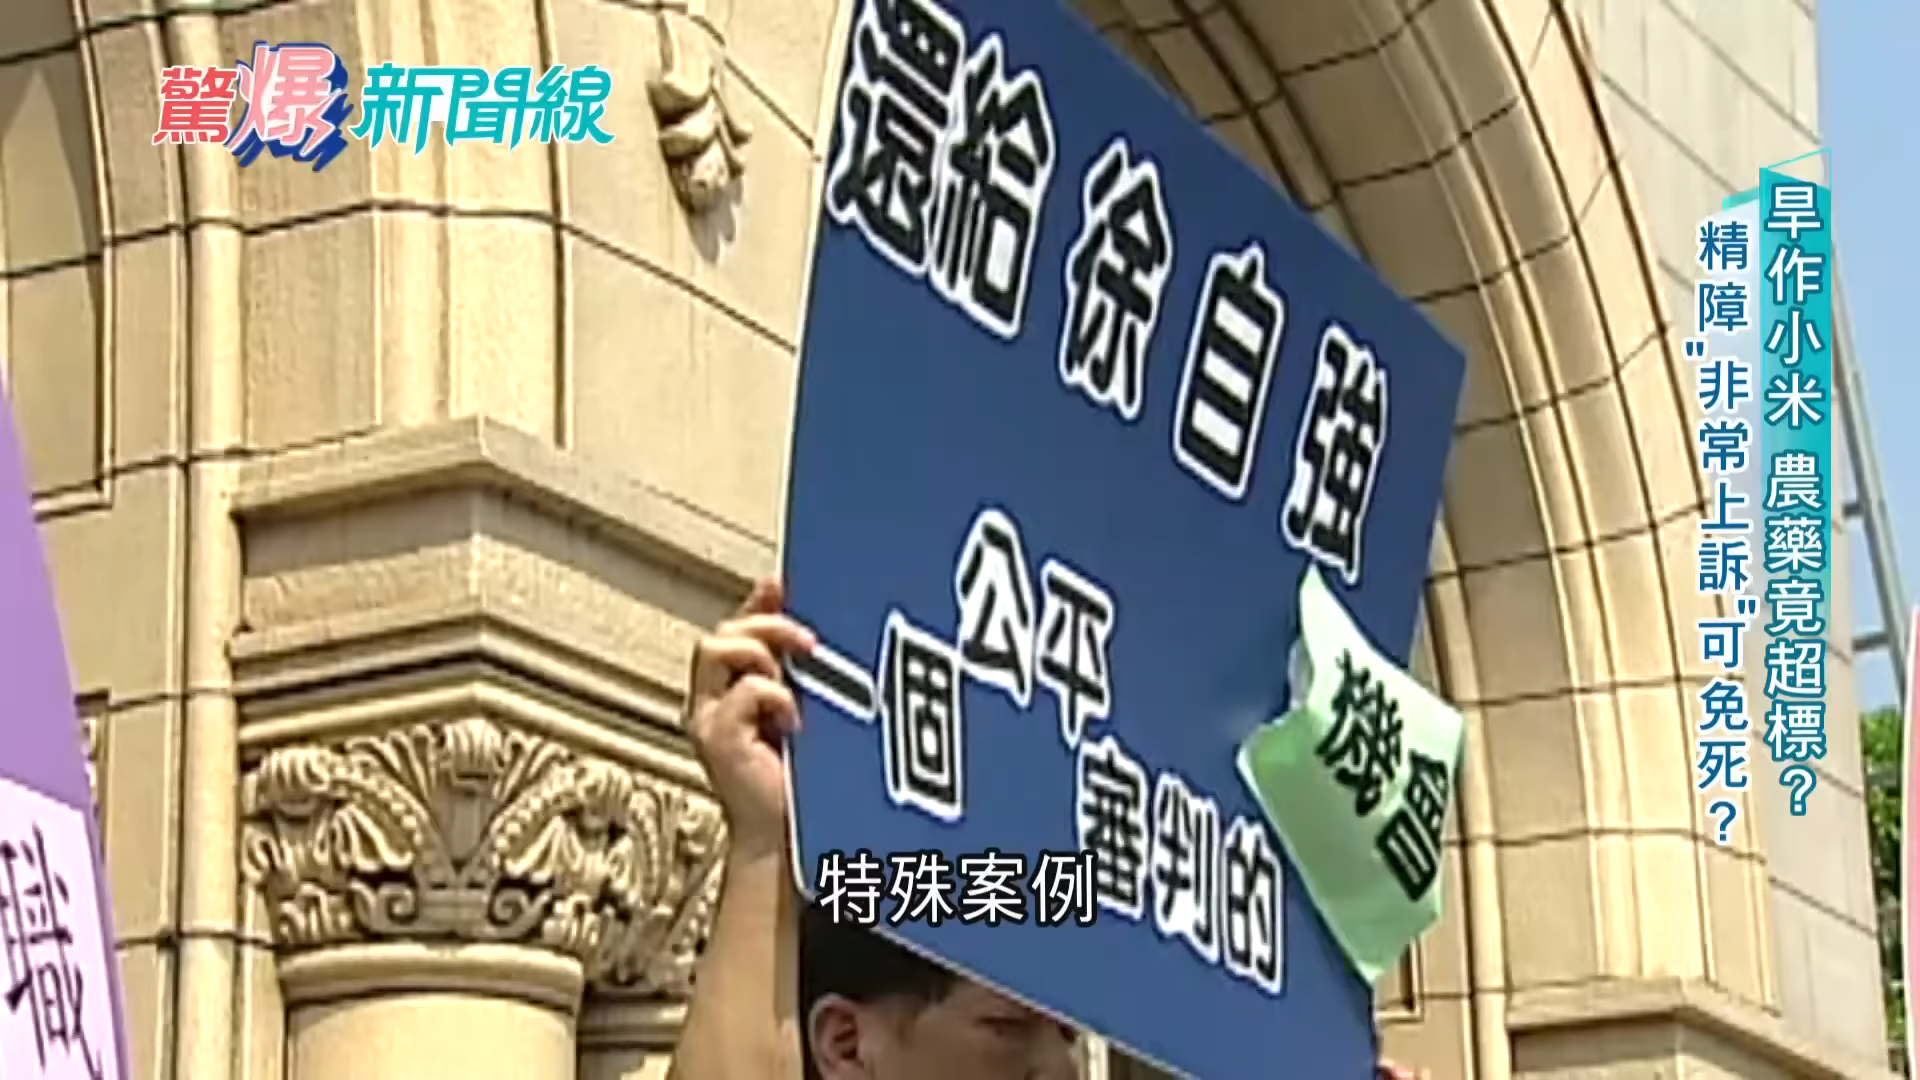 驚爆新聞線
還給徐自強
一個公平審判的
機會
特殊案例
旱作小米 農藥竟超標？
精障"非常上訴"可免死？
職